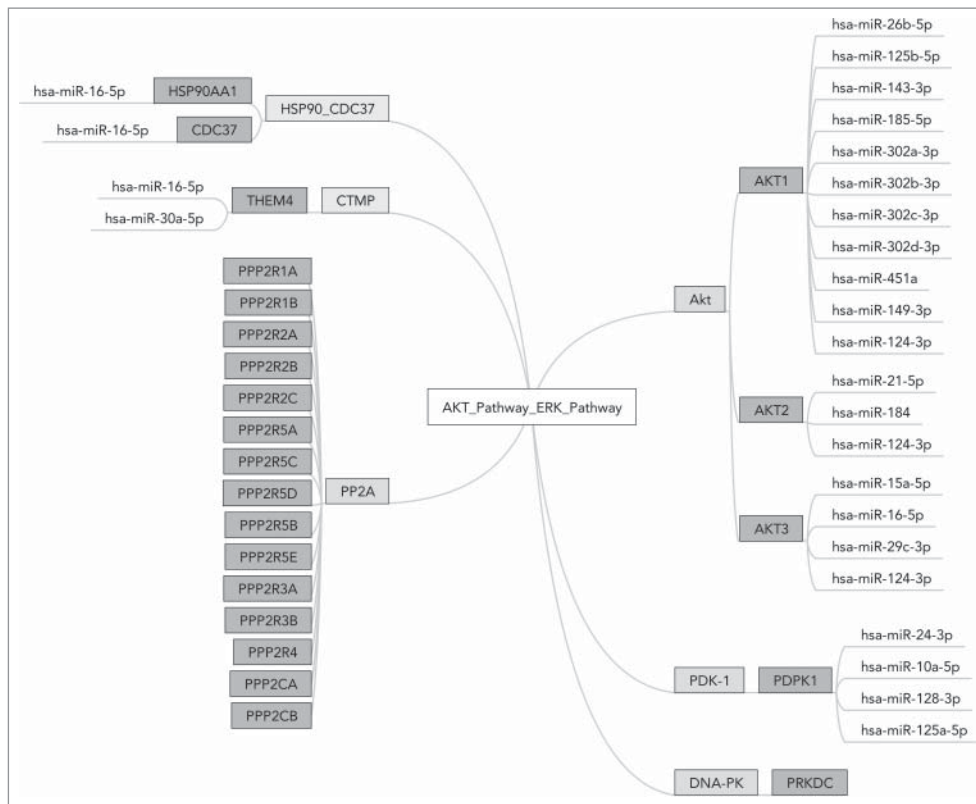 hsa-miR-16-5p
HSP90AA1
HSP90_CDC37
hsa-miR-16-5p
CDC37
hsa-miR-16-5p
hsa-miR-30a-5p
THEM4
CTMP
PPP2R1A
PPP2R1B
PPP2R2A
PPP2R2B
PPP2R2C
PPP2R5A
PPP2R5C
PPP2R5D
PPP2R5B
PPP2R5E
PPP2R3A
PPP2R3B
PPP2R4
PPP2CA
PPP2CB
PP2A
AKT_Pathway_ERK_Pathway
Akt
AKT1
hsa-miR-26b-5p
hsa-miR-125b-5p
hsa-miR-143-3p
hsa-miR-185-5p
hsa-miR-302a-3p
hsa-miR-302b-3p
hsa-miR-302c-3p
hsa-miR-302d-3p
hsa-miR-451a
hsa-miR-149-3p
hsa-miR-124-3p
AKT2
hsa-miR-21-5p
hsa-miR-184
hsa-miR-124-3p
AKT3
hsa-miR-15a-5p
hsa-miR-16-5p
hsa-miR-29c-3p
hsa-miR-124-3p
PDK-1
PDPK1
hsa-miR-24-3p
hsa-miR-10a-5p
hsa-miR-128-3p
hsa-miR-125a-5p
DNA-PK
PRKDC